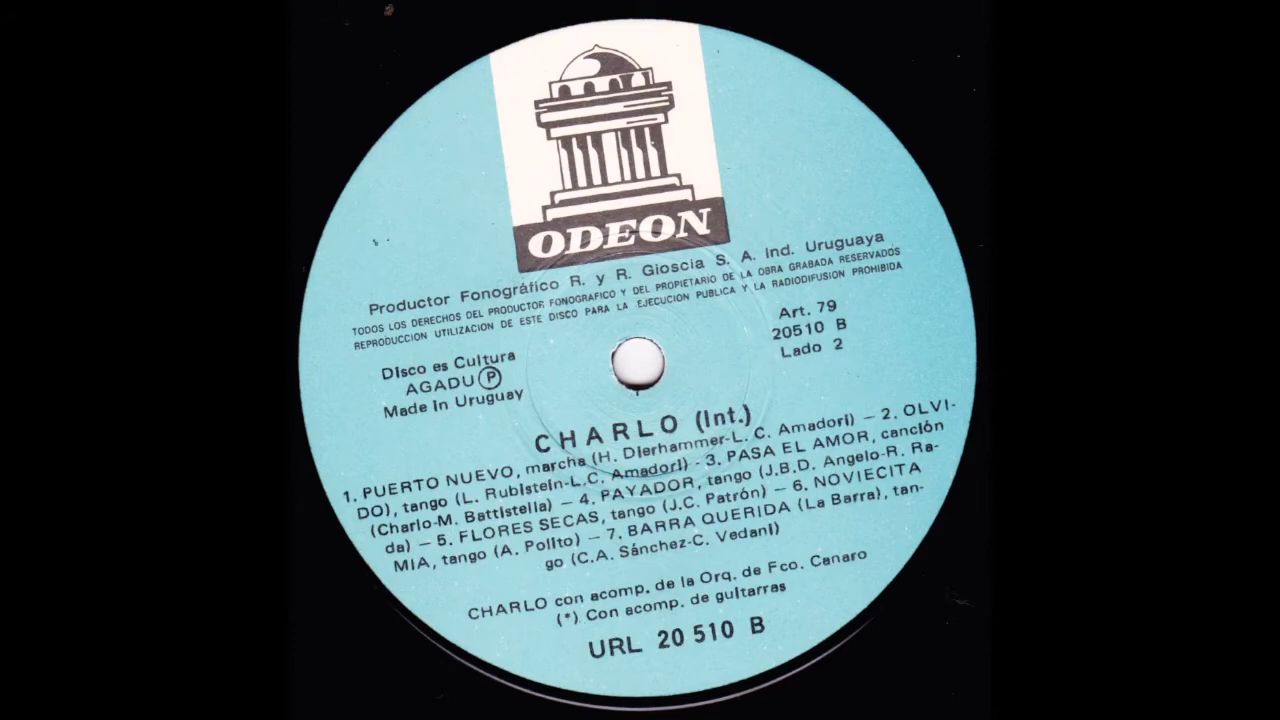 ODEON
Productor Fonográfico R. y R. Gioscia S. A. Ind. Uruguaya
TODOS LOS DERECHOS DEL PRODUCTOR FONOGRAFICO Y DEL PROPIETARIO DE LA OBRA GRABADA RESERVADOS
REPRODUCCION UTILIZACION DE ESTE DISCO PARA LA EJECUCION PUBLICA Y LA RADIODIFUSION PROHIBIDA
Disco es Cultura
AGADU Ⓟ
Made in Uruguay
Art. 79
20510 B
Lado 2
CHARLO (Int.)
1. PUERTO NUEVO, marcha (H. Dierhammer-L. C. Amadori) – 2. OLVI-
DO), tango (L. Rubistein-L.C. Amadori) - 3. PASA EL AMOR, canción
(Charlo-M. Battistella) – 4. PAYADOR, tango (J.B.D. Angelo-R. Ra-
da) – 5. FLORES SECAS, tango (J.C. Patrón) – 6. NOVIECITA
MIA, tango (A. Polito) – 7. BARRA QUERIDA (La Barra), tan-
go (C.A. Sánchez-C. Vedani)
CHARLO con acomp. de la Orq. de Fco. Canaro
(*) Con acomp. de guitarras
URL 20 510 B